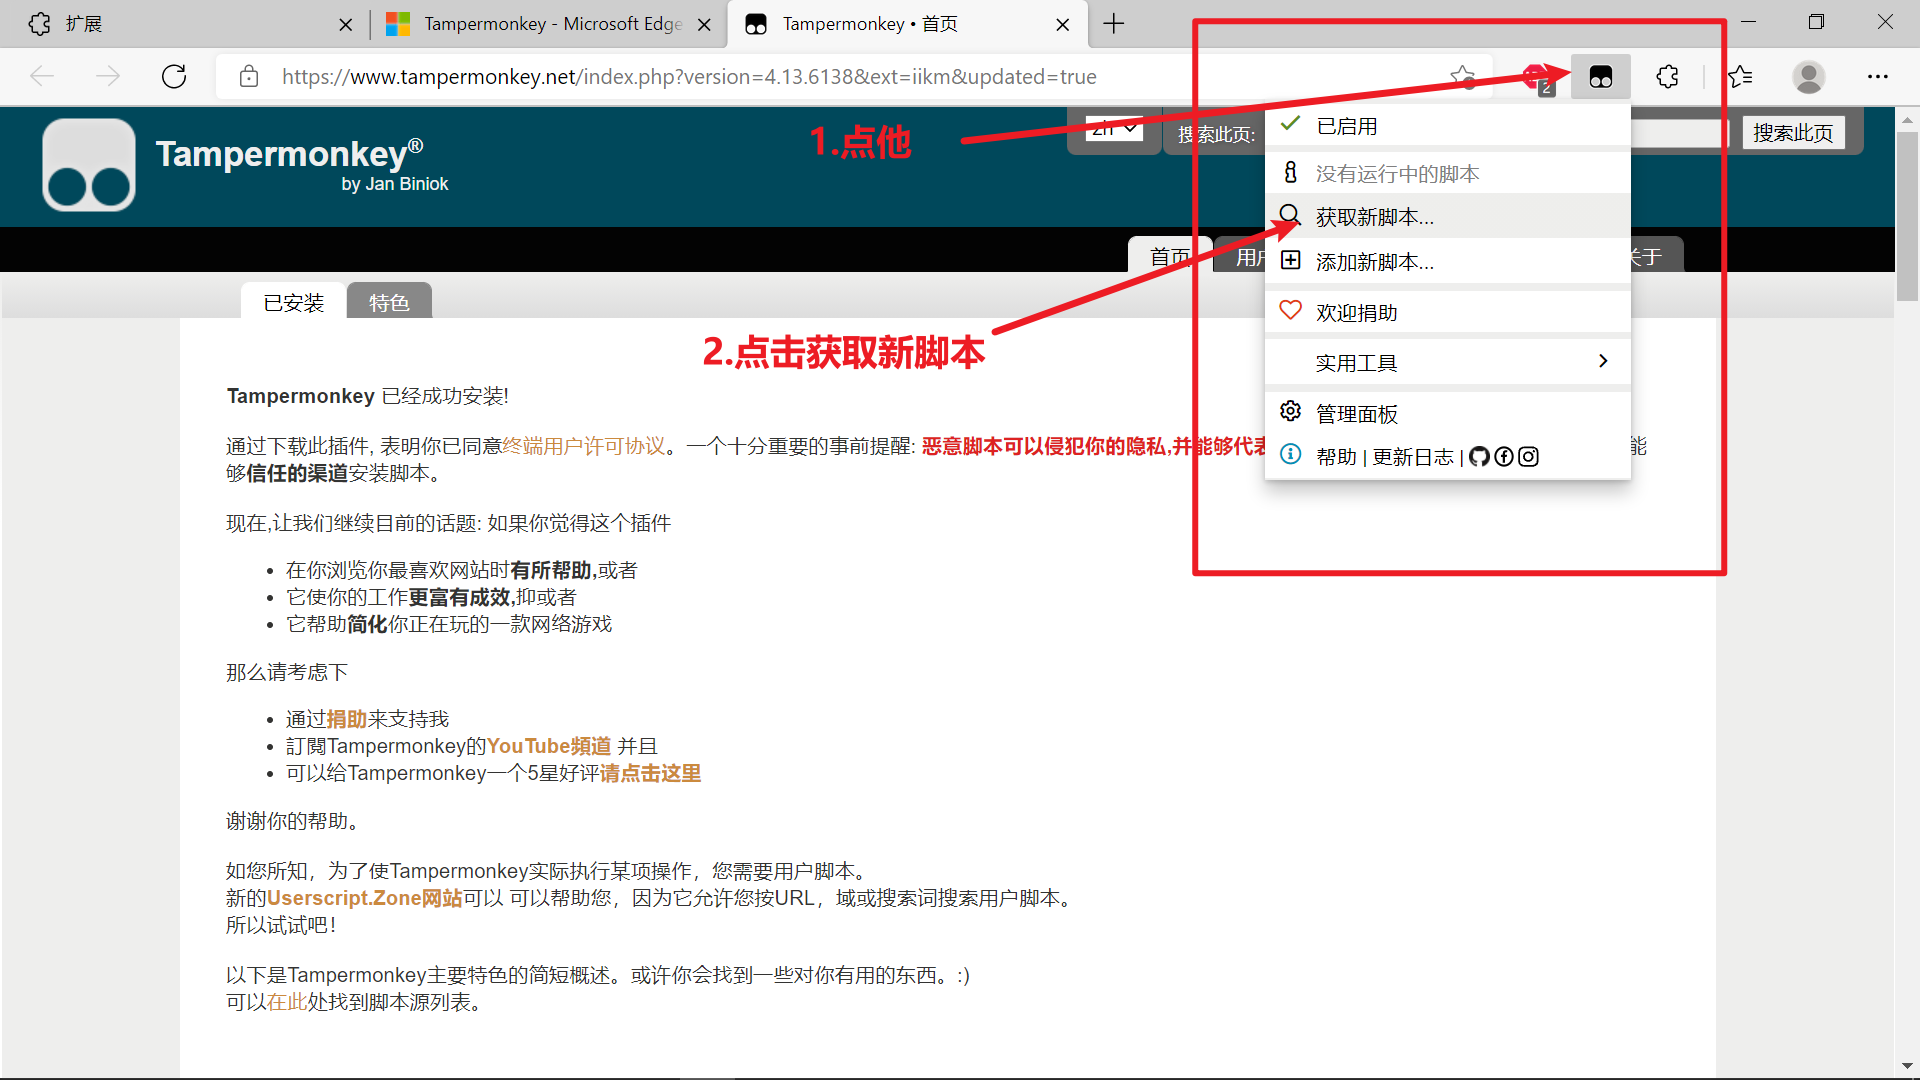 扩展
Tampermonkey - Microsoft Edge
Tampermonkey • 首页
https://www.tampermonkey.net/index.php?version=4.13.6138&ext=iikm&updated=true
2
Tampermonkey®
by Jan Biniok
1.点他
zh
搜索此页:
搜索此页
已启用
没有运行中的脚本
获取新脚本...
添加新脚本...
欢迎捐助
实用工具
管理面板
帮助 | 更新日志 |
首页
用户
关于
已安装
特色
2.点击获取新脚本
Tampermonkey 已经成功安装!
通过下载此插件, 表明你已同意终端用户许可协议。一个十分重要的事前提醒: 恶意脚本可以侵犯你的隐私,并能够代表 能
够信任的渠道安装脚本。
现在,让我们继续目前的话题: 如果你觉得这个插件
• 在你浏览你最喜欢网站时有所帮助,或者
• 它使你的工作更富有成效,抑或者
• 它帮助简化你正在玩的一款网络游戏
那么请考虑下
• 通过捐助来支持我
• 訂閱Tampermonkey的YouTube頻道 并且
• 可以给Tampermonkey一个5星好评请点击这里
谢谢你的帮助。
如您所知，为了使Tampermonkey实际执行某项操作，您需要用户脚本。
新的Userscript.Zone网站可以 可以帮助您，因为它允许您按URL，域或搜索词搜索用户脚本。
所以试试吧！
以下是Tampermonkey主要特色的简短概述。或许你会找到一些对你有用的东西。:)
可以在此处找到脚本源列表。